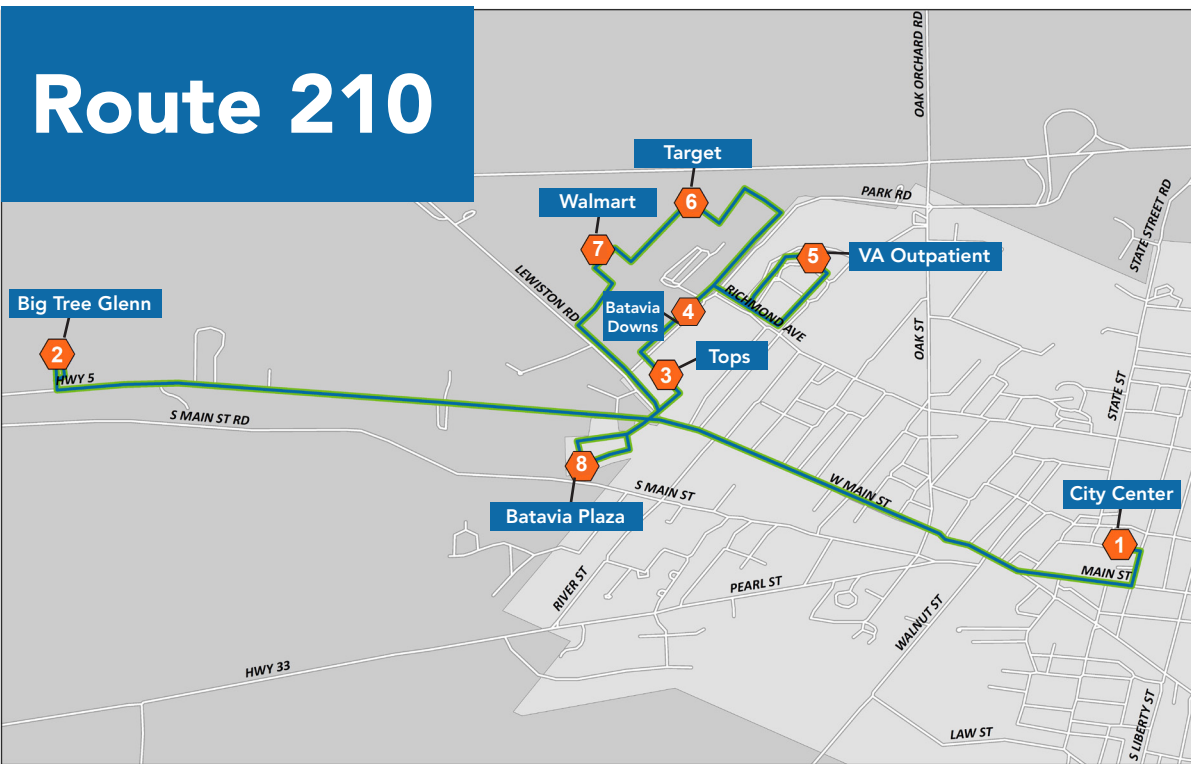 Route 210
OAK ORCHARD RD
Target
6
PARK RD
Walmart
7
STATE STREET RD
5
VA Outpatient
LEWISTON RD
RICHMOND AVE
Big Tree Glenn
Batavia
Downs
4
OAK ST
2
HWY 5
Tops
3
STATE ST
S MAIN ST RD
8
S MAIN ST
W MAIN ST
City Center
Batavia Plaza
1
MAIN ST
RIVER ST
PEARL ST
WALNUT ST
HWY 33
S LIBERTY ST
LAW ST